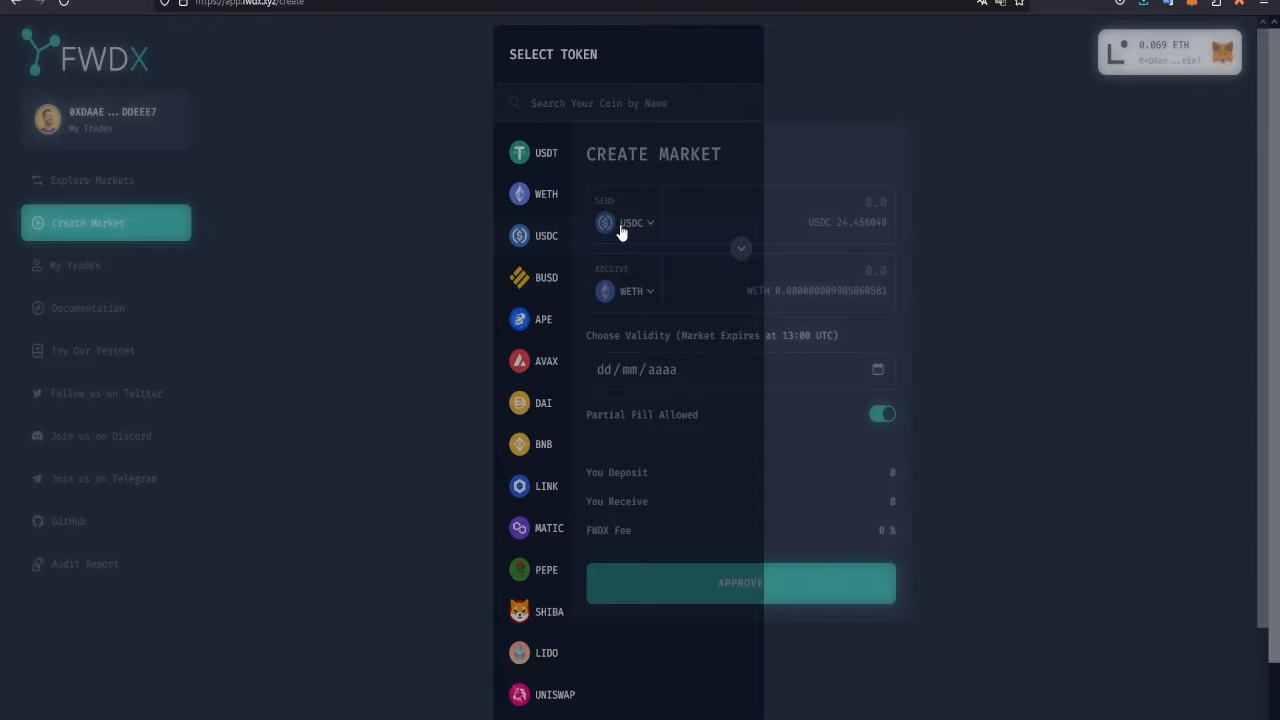 https://app.fwdx.xyz/create
FWDX
0XDAAE...DDEEE7
My Trades
Explore Markets
Create Market
My Trades
Documentation
Try Our Testnet
Follow us on Twitter
Join us on Discord
Join us on Telegram
GitHub
Audit Report
SELECT TOKEN
Search Your Coin by Name
USDT
WETH
USDC
BUSD
APE
AVAX
DAI
BNB
LINK
MATIC
PEPE
SHIBA
LIDO
UNISWAP
CREATE MARKET
SEND
0.0
USDC
USDC 24.456049
RECEIVE
0.0
WETH
WETH 0.000000009985860581
Choose Validity (Market Expires at 13:00 UTC)
dd/mm/aaaa
Partial Fill Allowed
You Deposit
0
You Receive
0
FWDX Fee
0 %
APPROVE
0.069 ETH
0×DAae ...oEe7